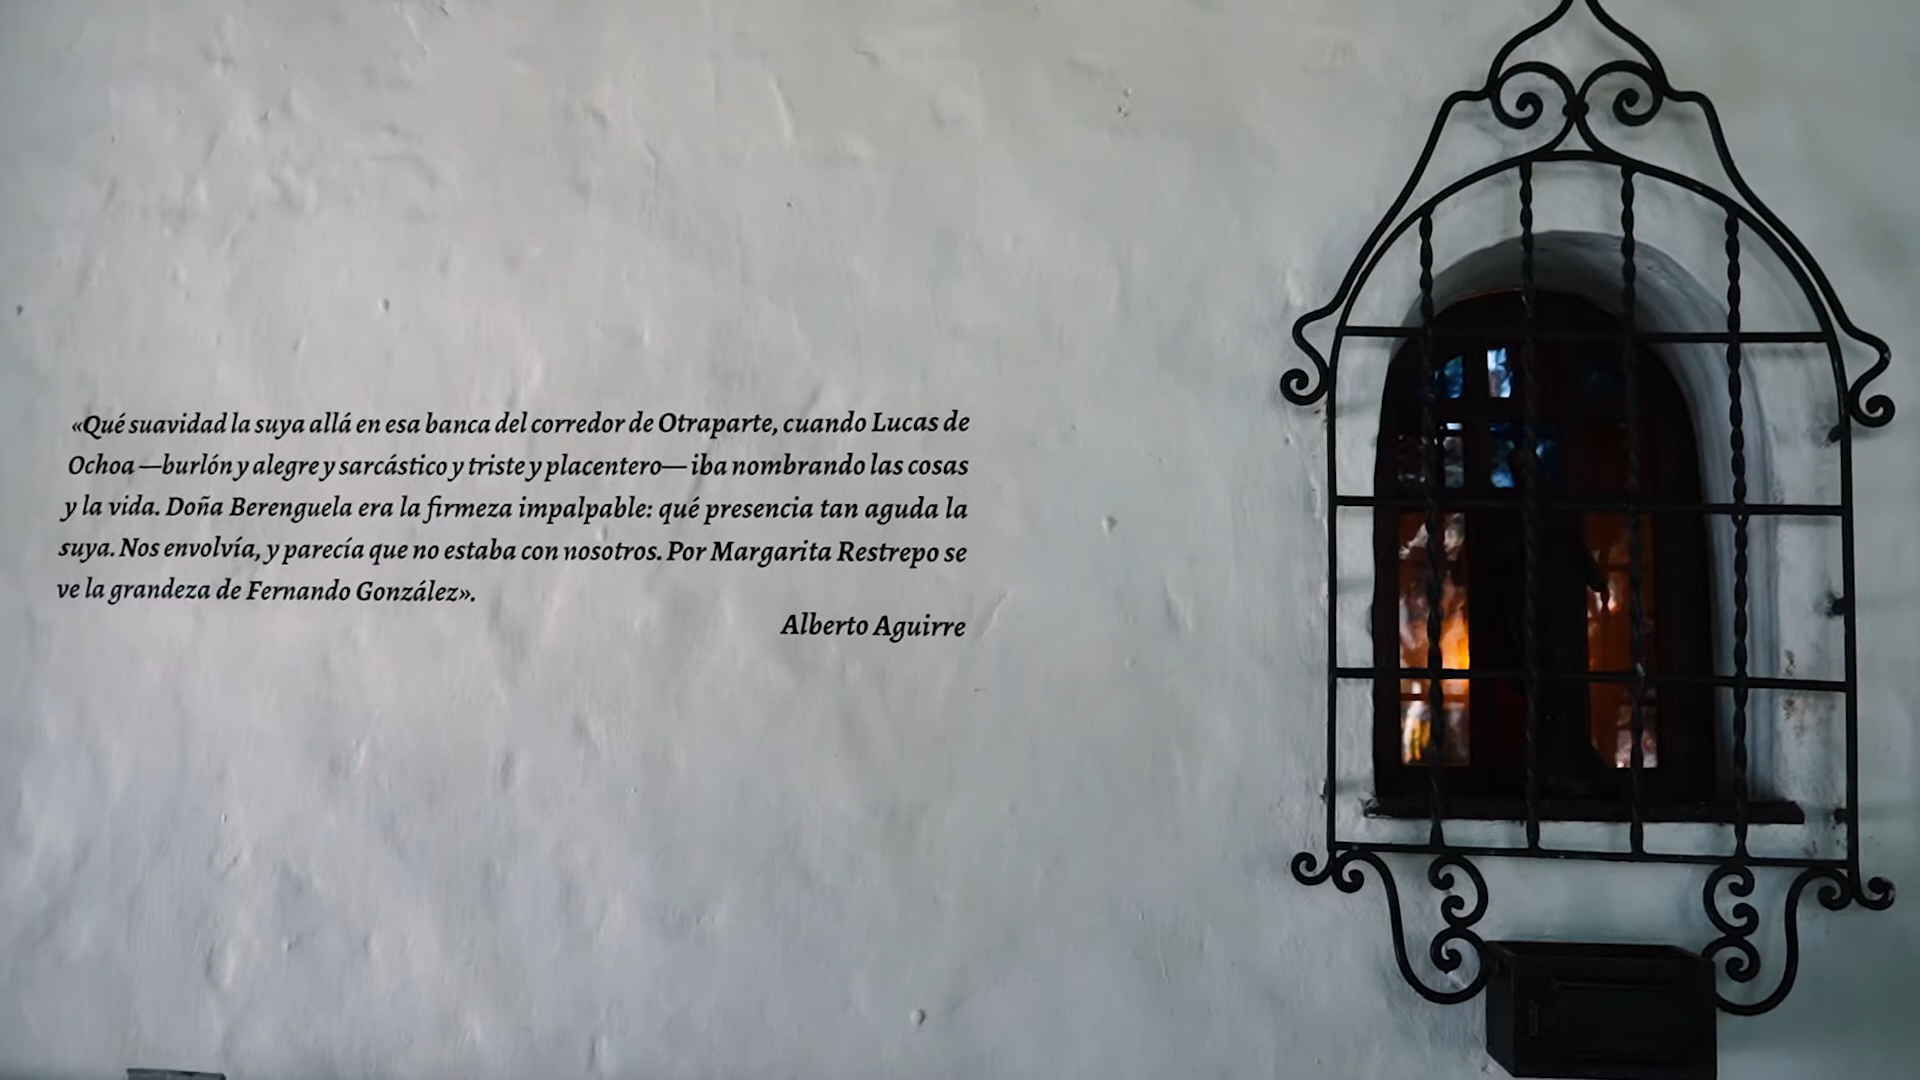 «Qué suavidad la suya allá en esa banca del corredor de Otraparte, cuando Lucas de
Ochoa —burlón y alegre y sarcástico y triste y placentero— iba nombrando las cosas
y la vida. Doña Berenguela era la firmeza impalpable: qué presencia tan aguda la
suya. Nos envolvía, y parecía que no estaba con nosotros. Por Margarita Restrepo se
ve la grandeza de Fernando González».
Alberto Aguirre